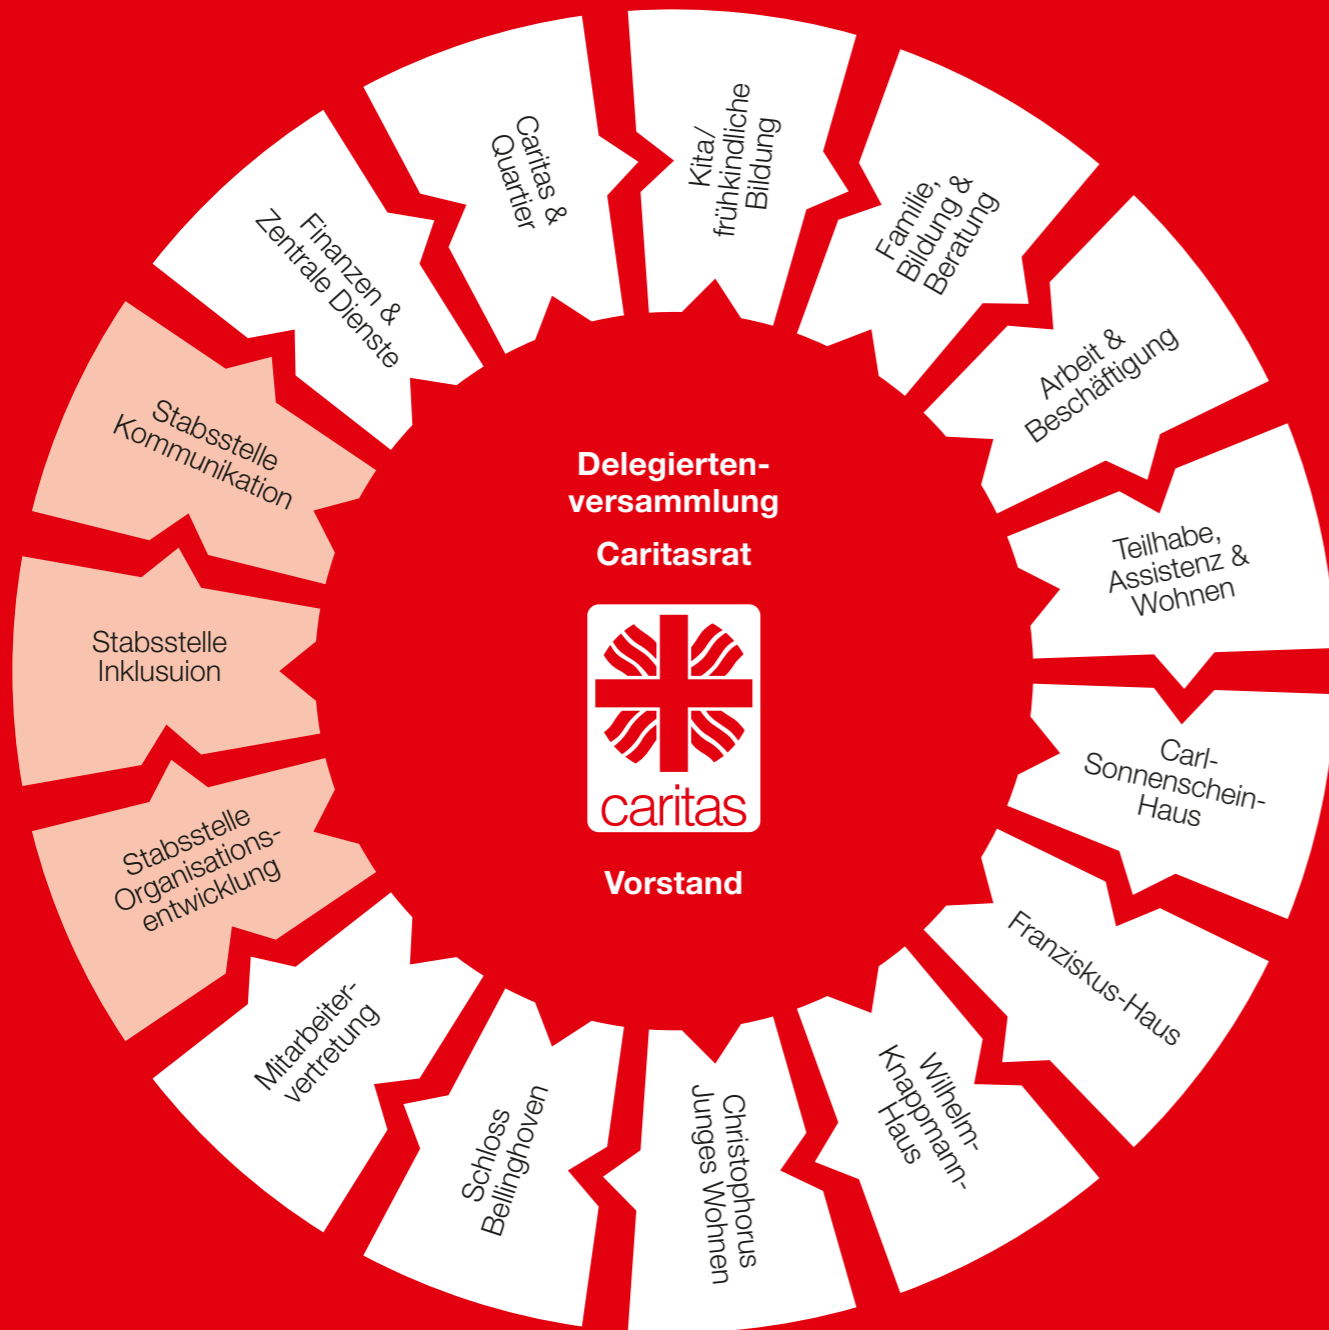 Caritas &
Quartier
Kita/
frühkindliche
Bildung
Familie,
Bildung &
Beratung
Arbeit &
Beschäftigung
Teilhabe,
Assistenz &
Wohnen
Carl-
Sonnenschein-
Haus
Franziskus-Haus
Wilhelm-
Knappmann-
Haus
Christophorus
Junges Wohnen
Schloss
Bellinghoven
Mitarbeiter-
vertretung
Stabsstelle
Organisations-
entwicklung
Stabsstelle
Inklusuion
Stabsstelle
Kommunikation
Finanzen &
Zentrale Dienste
Delegierten-
versammlung
Caritasrat
caritas
Vorstand